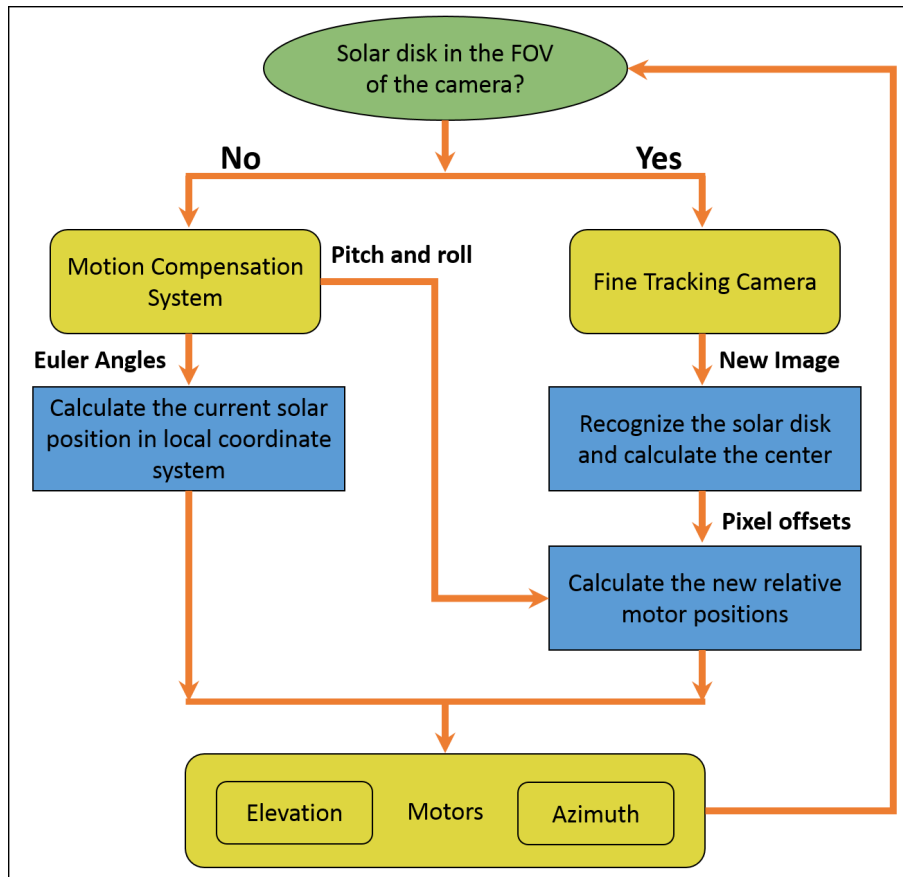 Solar disk in the FOV
of the camera?
No
Yes
Motion Compensation
System
Pitch and roll
Fine Tracking Camera
Euler Angles
New Image
Calculate the current solar
position in local coordinate
system
Recognize the solar disk
and calculate the center
Pixel offsets
Calculate the new relative
motor positions
Elevation
Motors
Azimuth